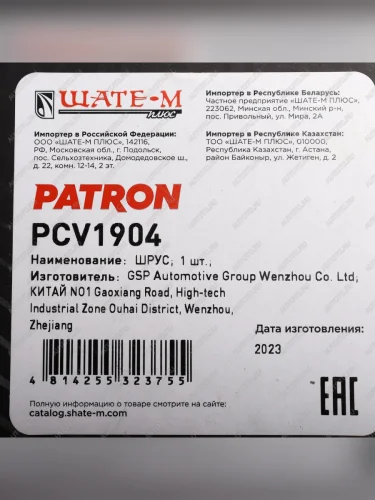 ШАТЕ-М
ПЛЮС
Импортер в Российской Федерации:
ООО «ШАТЕ-М ПЛЮС», 142116,
РФ, Московская обл., г. Подольск,
пос. Сельхозтехника, Домодедовское ш.,
д. 22, комн. 12-14, 2 эт.
Импортер в Республике Беларусь:
Частное предприятие «ШАТЕ-М ПЛЮС»,
223062, Минская обл., Минский р-н,
пос. Привольный, ул. Мира, 2А
Импортер в Республике Казахстан:
ТОО «ШАТЕ-М ПЛЮС», 010000,
Республика Казахстан, г. Астана,
район Байконыр, ул. Жетиген, д. 2
PATRON
PCV1904
Наименование: ШРУС; 1 шт.;
Изготовитель: GSP Automotive Group Wenzhou Co. Ltd;
КИТАЙ NO1 Gaoxiang Road, High-tech
Industrial Zone Ouhai District, Wenzhou,
Zhejiang
Дата изготовления:
2023
4 814255 323755
EAC
Полную информацию о товаре смотрите на сайте:
catalog.shate-m.com